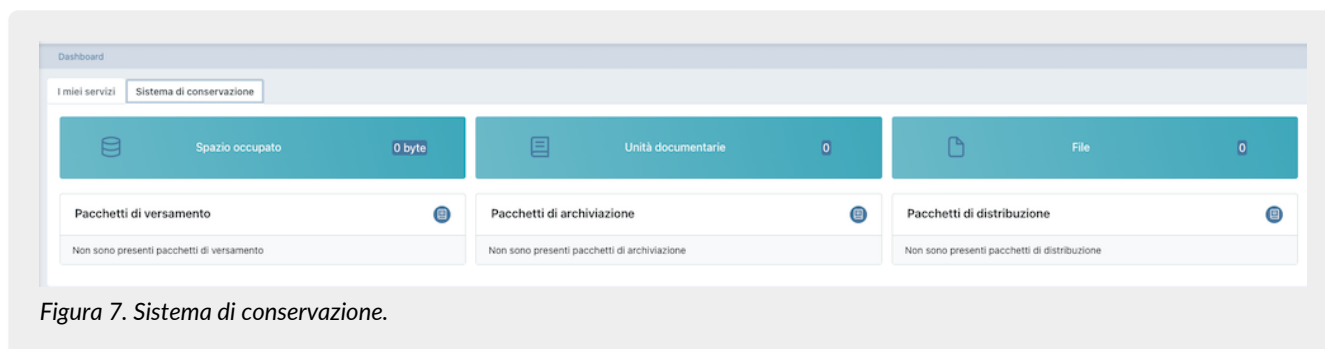 Dashboard
I miei servizi Sistema di conservazione
Spazio occupato 0 byte Unità documentarie 0 File 0
Pacchetti di versamento Pacchetti di archiviazione Pacchetti di distribuzione
Non sono presenti pacchetti di versamento Non sono presenti pacchetti di archiviazione Non sono presenti pacchetti di distribuzione
Figura 7. Sistema di conservazione.